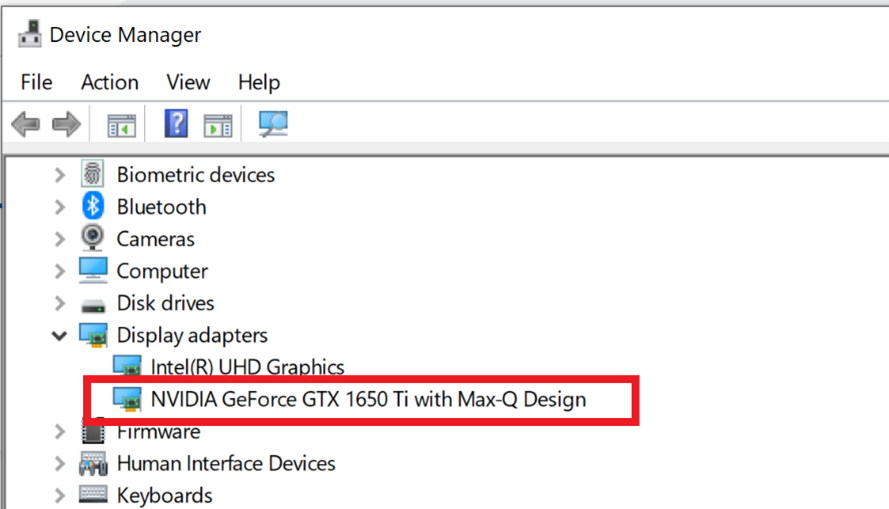 Device Manager
File Action View Help
Biometric devices
Bluetooth
Cameras
Computer
Disk drives
Display adapters
Intel(R) UHD Graphics
NVIDIA GeForce GTX 1650 Ti with Max-Q Design
Firmware
Human Interface Devices
Keyboards